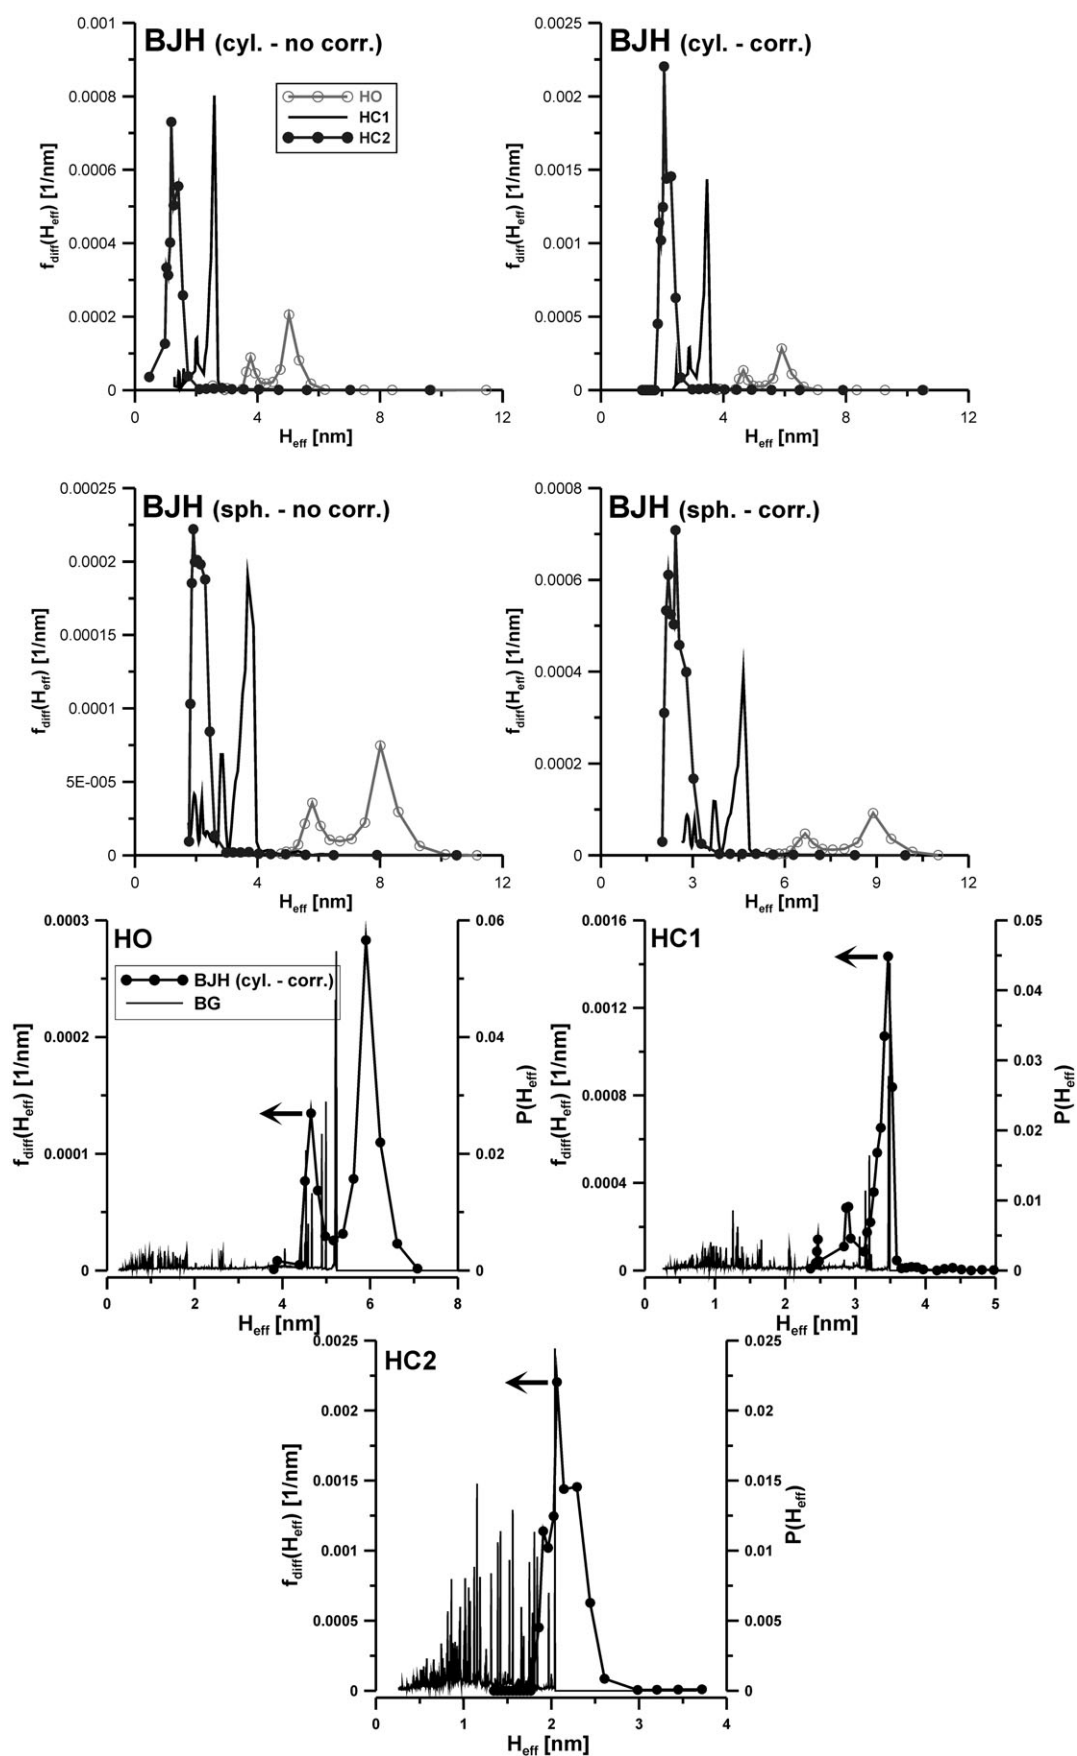 BJH (cyl. - no corr.)
0.001
0.0008
0.0006
0.0004
0.0002
0
f_diff(H_eff) [1/nm]
HO
HC1
HC2
0 4 8 12
H_eff [nm]
BJH (cyl. - corr.)
0.0025
0.002
0.0015
0.001
0.0005
0
f_diff(H_eff) [1/nm]
0 4 8 12
H_eff [nm]
BJH (sph. - no corr.)
0.00025
0.0002
0.00015
0.0001
5E-005
0
f_diff(H_eff) [1/nm]
0 4 8 12
H_eff [nm]
BJH (sph. - corr.)
0.0008
0.0006
0.0004
0.0002
0
f_diff(H_eff) [1/nm]
0 3 6 9 12
H_eff [nm]
HO
0.0003
0.0002
0.0001
0
f_diff(H_eff) [1/nm]
BJH (cyl. - corr.)
BG
0.06
0.04
0.02
0
P(H_eff)
0 2 4 6 8
H_eff [nm]
HC1
0.0016
0.0012
0.0008
0.0004
0
f_diff(H_eff) [1/nm]
0.05
0.04
0.03
0.02
0.01
0
P(H_eff)
0 1 2 3 4 5
H_eff [nm]
HC2
0.0025
0.002
0.0015
0.001
0.0005
0
f_diff(H_eff) [1/nm]
0.025
0.02
0.015
0.01
0.005
0
P(H_eff)
0 1 2 3 4
H_eff [nm]